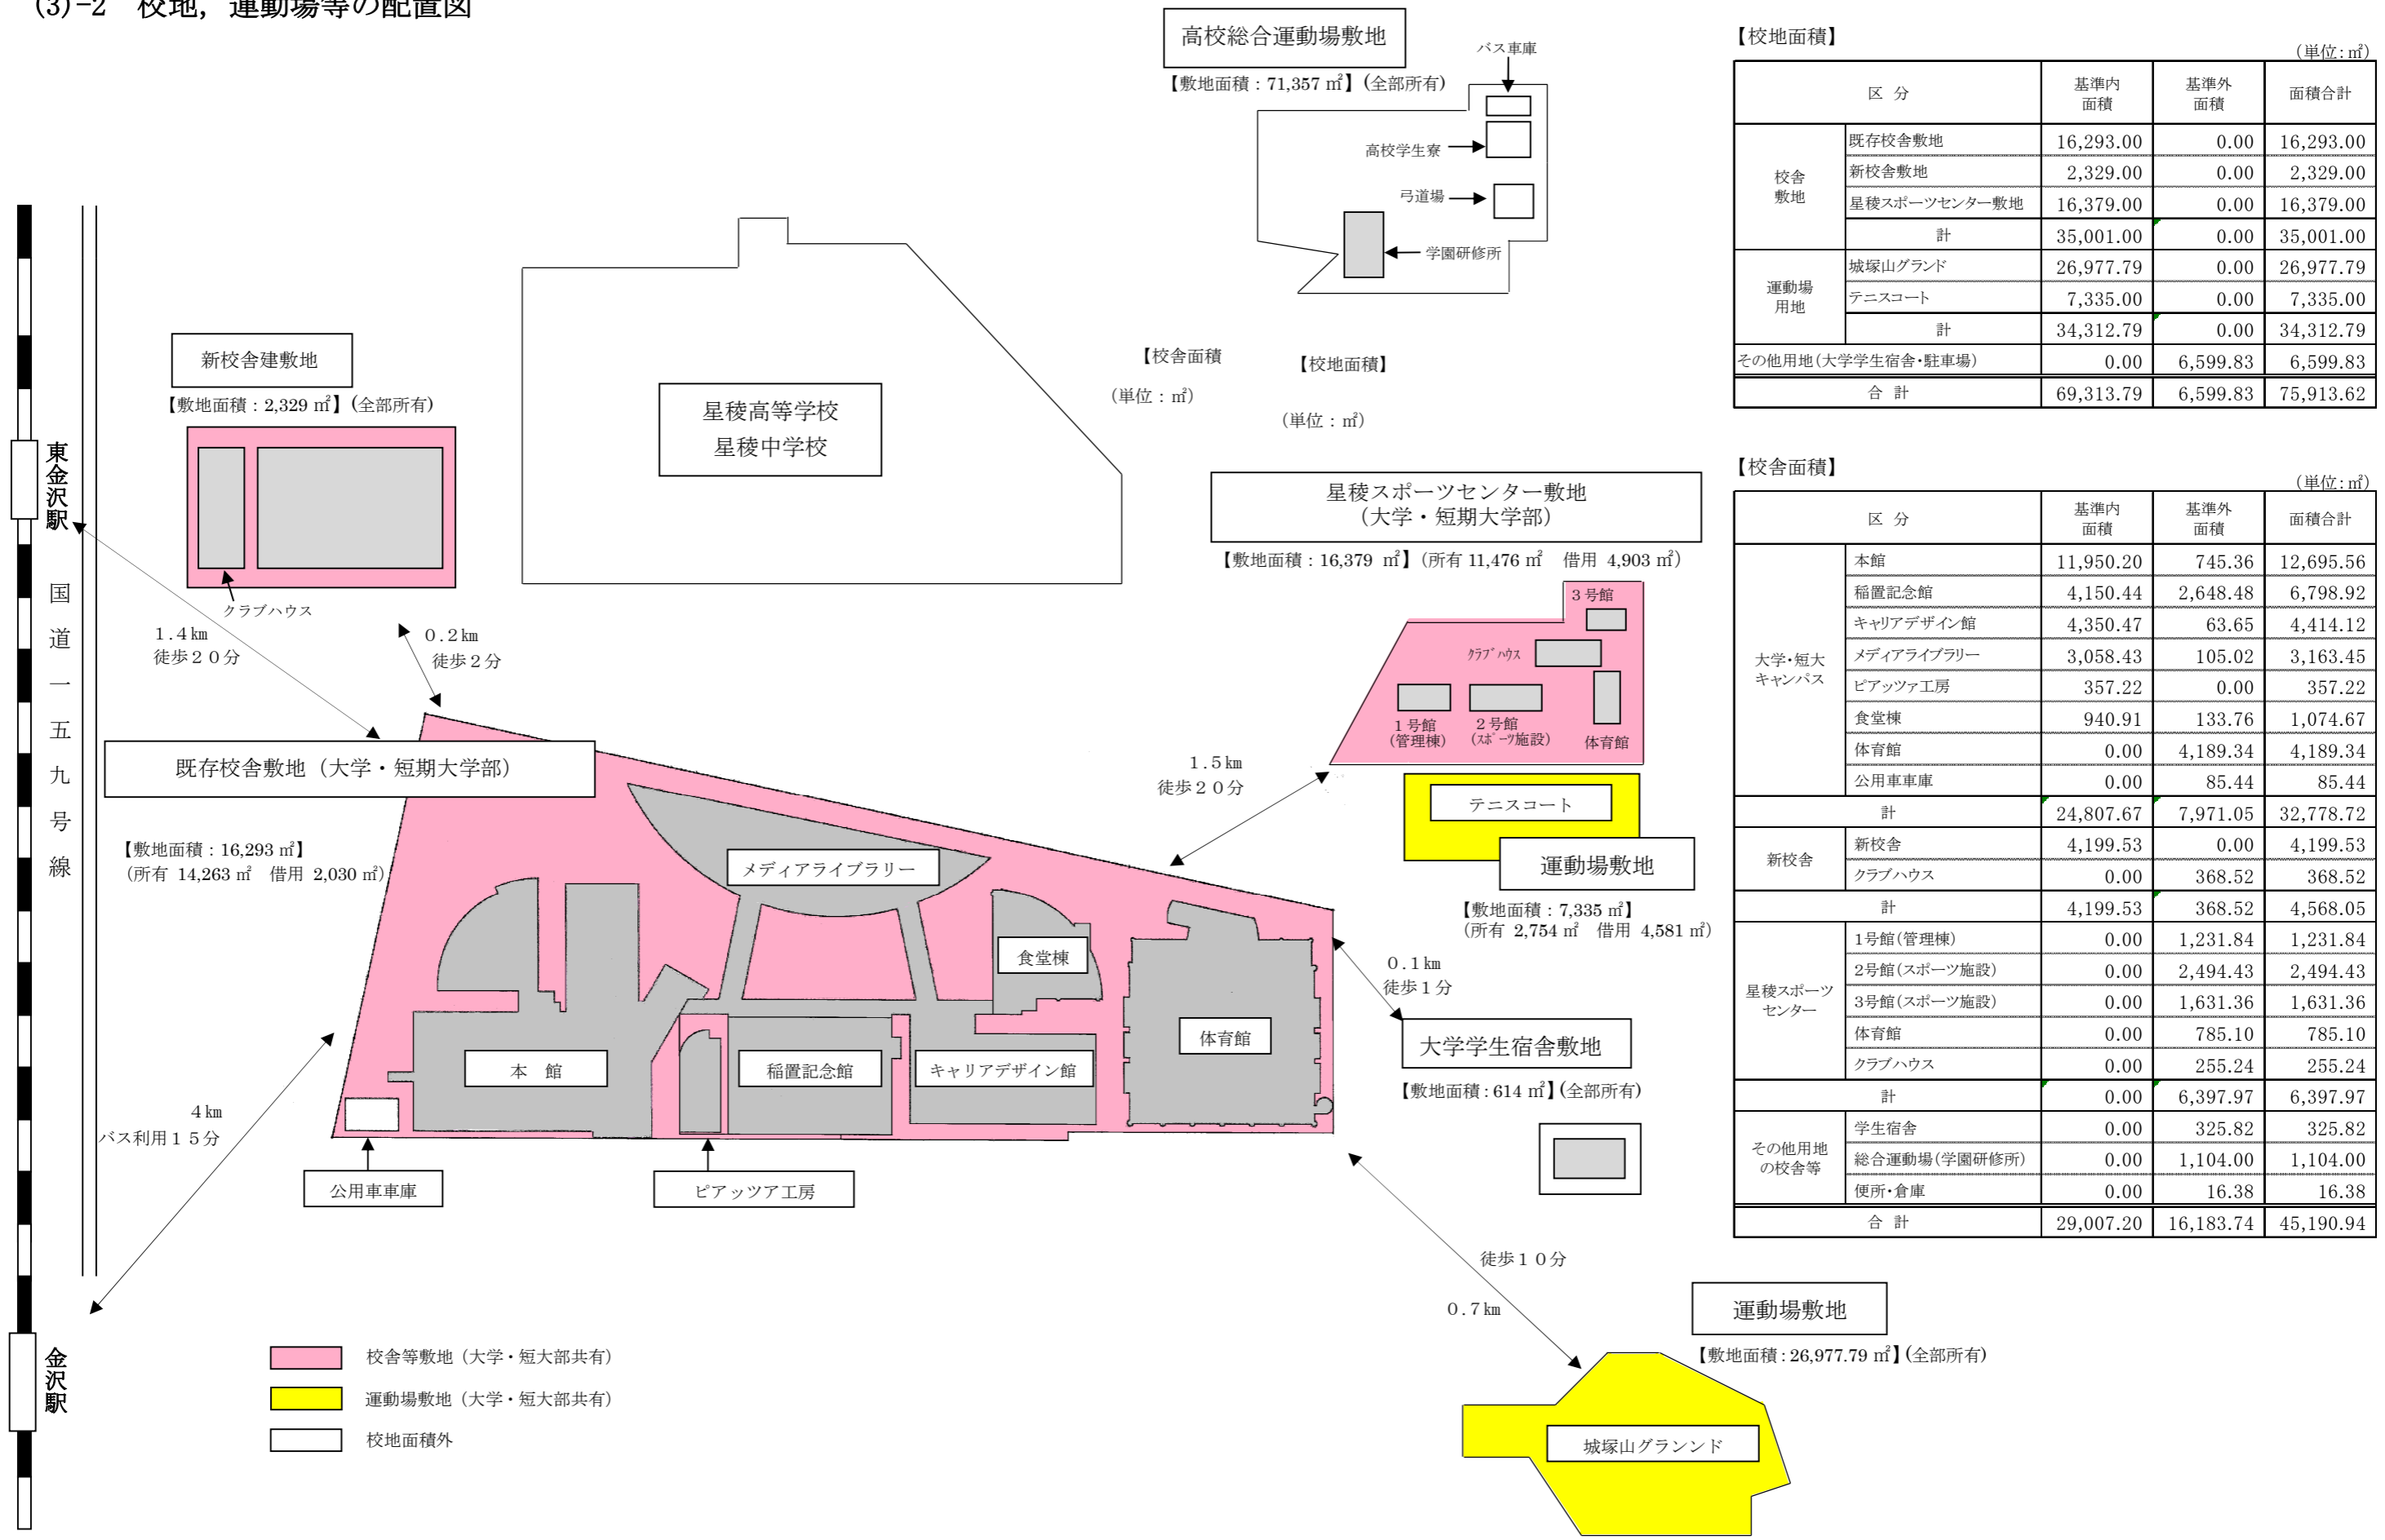 (3)-2　校地，運動場等の配置図
高校総合運動場敷地
【敷地面積：71,357 ㎡】(全部所有)
バス車庫
高校学生寮
弓道場
学園研修所
【校舎面積
（単位：㎡）
【校地面積】
（単位：㎡）
新校舎建敷地
【敷地面積：2,329 ㎡】(全部所有)
クラブハウス
星稜高等学校
星稜中学校
東金沢駅
国道一五九号線
金沢駅
1.4㎞
徒歩２０分
0.2㎞
徒歩２分
既存校舎敷地（大学・短期大学部）
【敷地面積：16,293 ㎡】
（所有 14,263 ㎡　借用 2,030 ㎡）
4㎞
バス利用１５分
メディアライブラリー
食堂棟
体育館
本　館
稲置記念館
キャリアデザイン館
公用車車庫
ピアッツア工房
星稜スポーツセンター敷地
（大学・短期大学部）
【敷地面積：16,379 ㎡】（所有 11,476 ㎡　借用 4,903 ㎡）
３号館
ｸﾗﾌﾞﾊｳｽ
１号館
(管理棟)
２号館
(ｽﾎﾟｰﾂ施設)
体育館
1.5㎞
徒歩２０分
テニスコート
運動場敷地
【敷地面積：7,335 ㎡】
（所有 2,754 ㎡　借用 4,581 ㎡）
0.1㎞
徒歩１分
大学学生宿舎敷地
【敷地面積：614 ㎡】(全部所有)
徒歩１０分
0.7㎞
運動場敷地
【敷地面積：26,977.79 ㎡】(全部所有)
城塚山グランンド
校舎等敷地（大学・短大部共有）
運動場敷地（大学・短大部共有）
校地面積外
【校地面積】
（単位：㎡）
区 分　基準内面積　基準外面積　面積合計
校舎敷地　既存校舎敷地　16,293.00　0.00　16,293.00
新校舎敷地　2,329.00　0.00　2,329.00
星稜スポーツセンター敷地　16,379.00　0.00　16,379.00
計　35,001.00　0.00　35,001.00
運動場用地　城塚山グランド　26,977.79　0.00　26,977.79
テニスコート　7,335.00　0.00　7,335.00
計　34,312.79　0.00　34,312.79
その他用地(大学学生宿舎・駐車場)　0.00　6,599.83　6,599.83
合 計　69,313.79　6,599.83　75,913.62
【校舎面積】
（単位：㎡）
区 分　基準内面積　基準外面積　面積合計
大学・短大キャンパス　本館　11,950.20　745.36　12,695.56
稲置記念館　4,150.44　2,648.48　6,798.92
キャリアデザイン館　4,350.47　63.65　4,414.12
メディアライブラリー　3,058.43　105.02　3,163.45
ピアッツァ工房　357.22　0.00　357.22
食堂棟　940.91　133.76　1,074.67
体育館　0.00　4,189.34　4,189.34
公用車車庫　0.00　85.44　85.44
計　24,807.67　7,971.05　32,778.72
新校舎　新校舎　4,199.53　0.00　4,199.53
クラブハウス　0.00　368.52　368.52
計　4,199.53　368.52　4,568.05
星稜スポーツセンター　1号館(管理棟)　0.00　1,231.84　1,231.84
2号館(スポーツ施設)　0.00　2,494.43　2,494.43
3号館(スポーツ施設)　0.00　1,631.36　1,631.36
体育館　0.00　785.10　785.10
クラブハウス　0.00　255.24　255.24
計　0.00　6,397.97　6,397.97
その他用地の校舎等　学生宿舎　0.00　325.82　325.82
総合運動場(学園研修所)　0.00　1,104.00　1,104.00
便所・倉庫　0.00　16.38　16.38
合 計　29,007.20　16,183.74　45,190.94